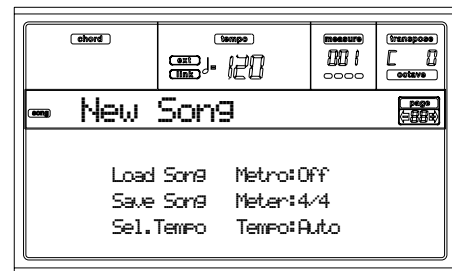 chord tempo measure transpose
ext link ♩= 120 001 C 0
octave
song New Song page
Load Song Metro:Off
Save Song Meter:4/4
Sel.Tempo Tempo:Auto